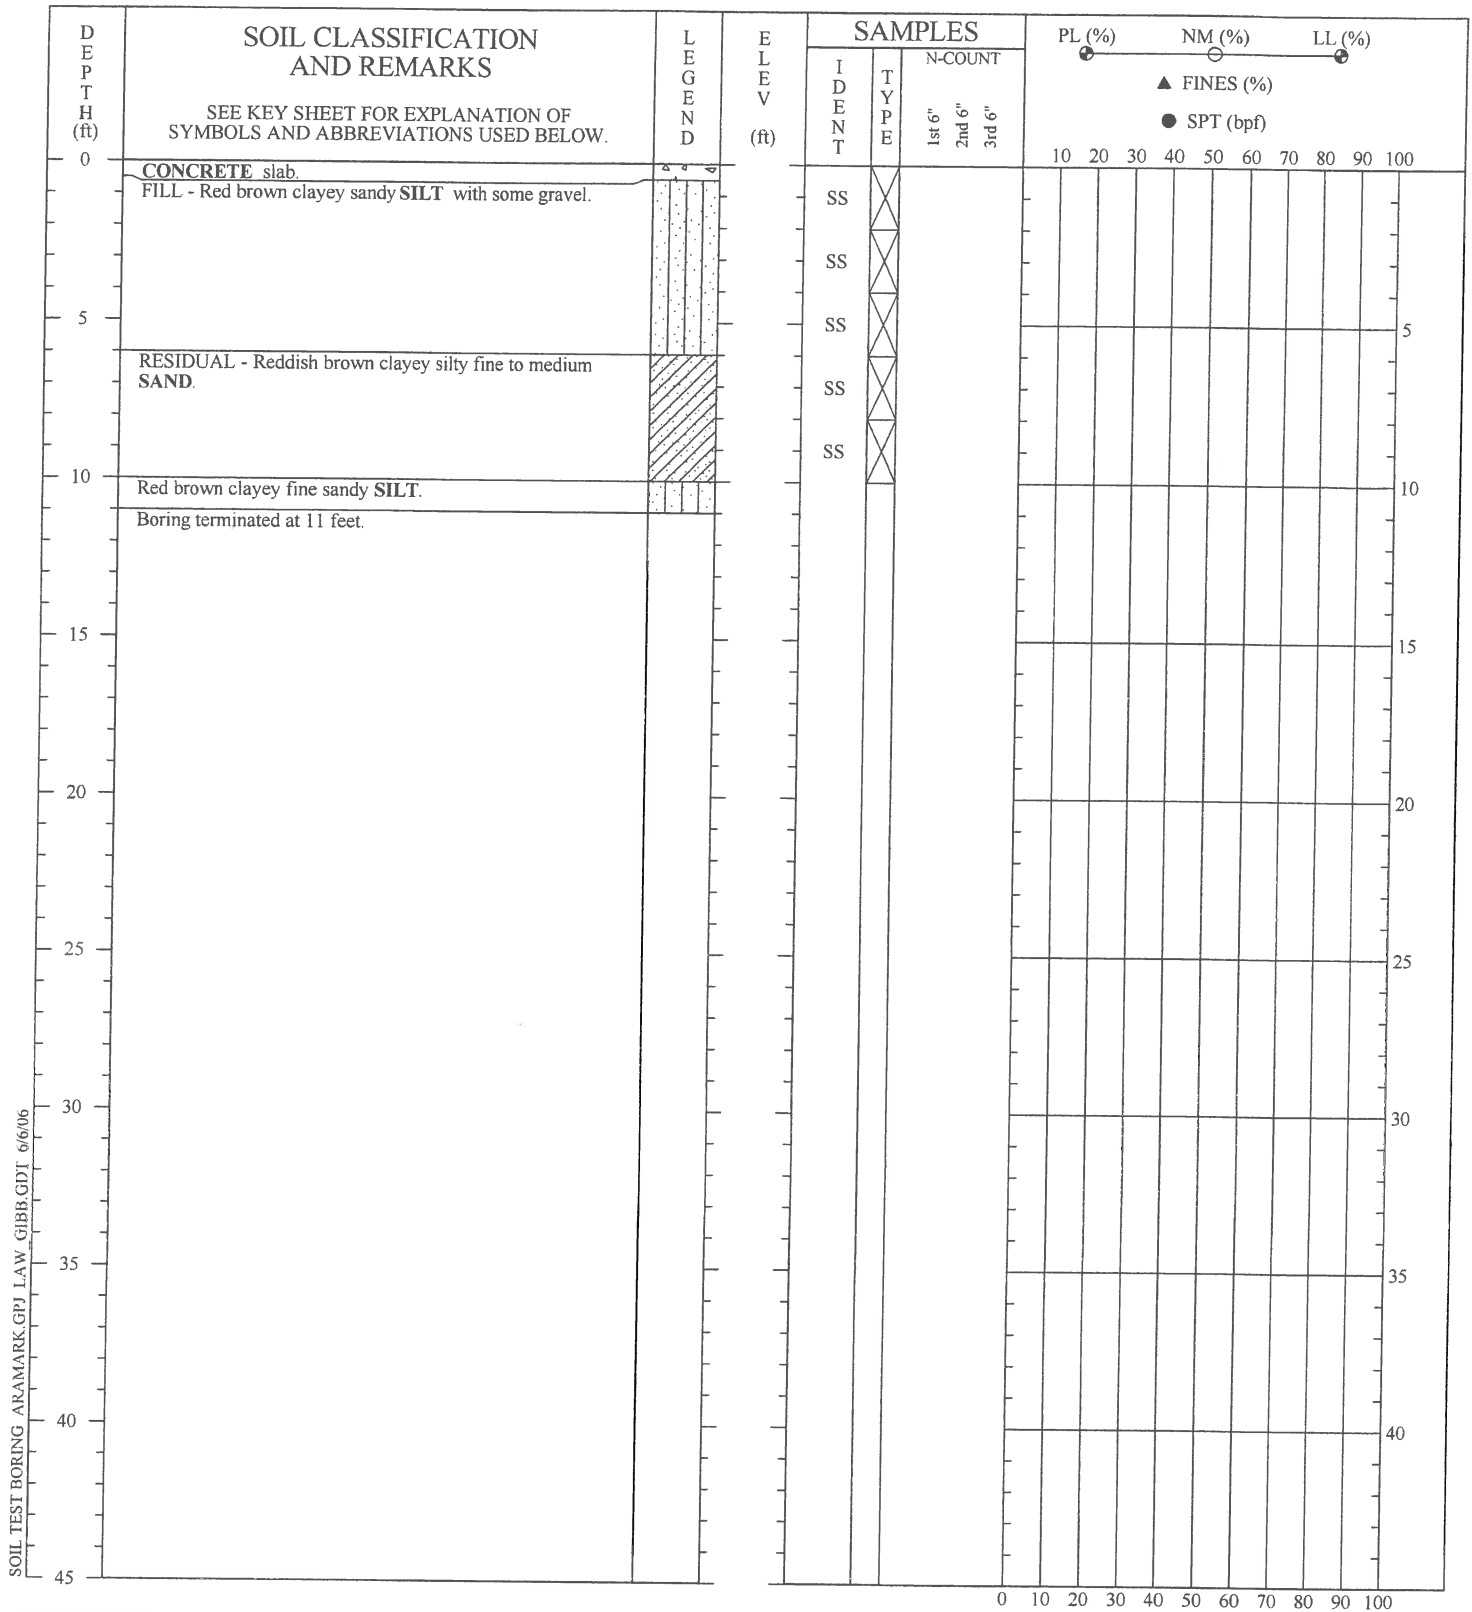 DEPTH (ft)
SOIL CLASSIFICATION
AND REMARKS
SEE KEY SHEET FOR EXPLANATION OF
SYMBOLS AND ABBREVIATIONS USED BELOW.
LEGEND
ELEV (ft)
SAMPLES
IDENT
TYPE
N-COUNT
1st 6"
2nd 6"
3rd 6"
PL (%) NM (%) LL (%)
▲ FINES (%)
● SPT (bpf)
10 20 30 40 50 60 70 80 90 100
0
CONCRETE slab.
FILL - Red brown clayey sandy SILT with some gravel.
SS
SS
5 SS 5
RESIDUAL - Reddish brown clayey silty fine to medium
SAND.
SS
SS
10 10
Red brown clayey fine sandy SILT.
Boring terminated at 11 feet.
15 15
20 20
25 25
30 30
35 35
40 40
45
0 10 20 30 40 50 60 70 80 90 100
SOIL TEST BORING ARAMARK.GPJ LAW_GIBB.GDT 6/6/06